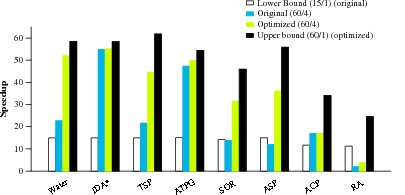 Lower Bound (15/1) (original)
Original (60/4)
Optimized (60/4)
Upper bound (60/1) (optimized)
Speedup
60
50
40
30
20
10
0
Water
IDA*
TSP
ATPG
SOR
ASP
ACP
RA